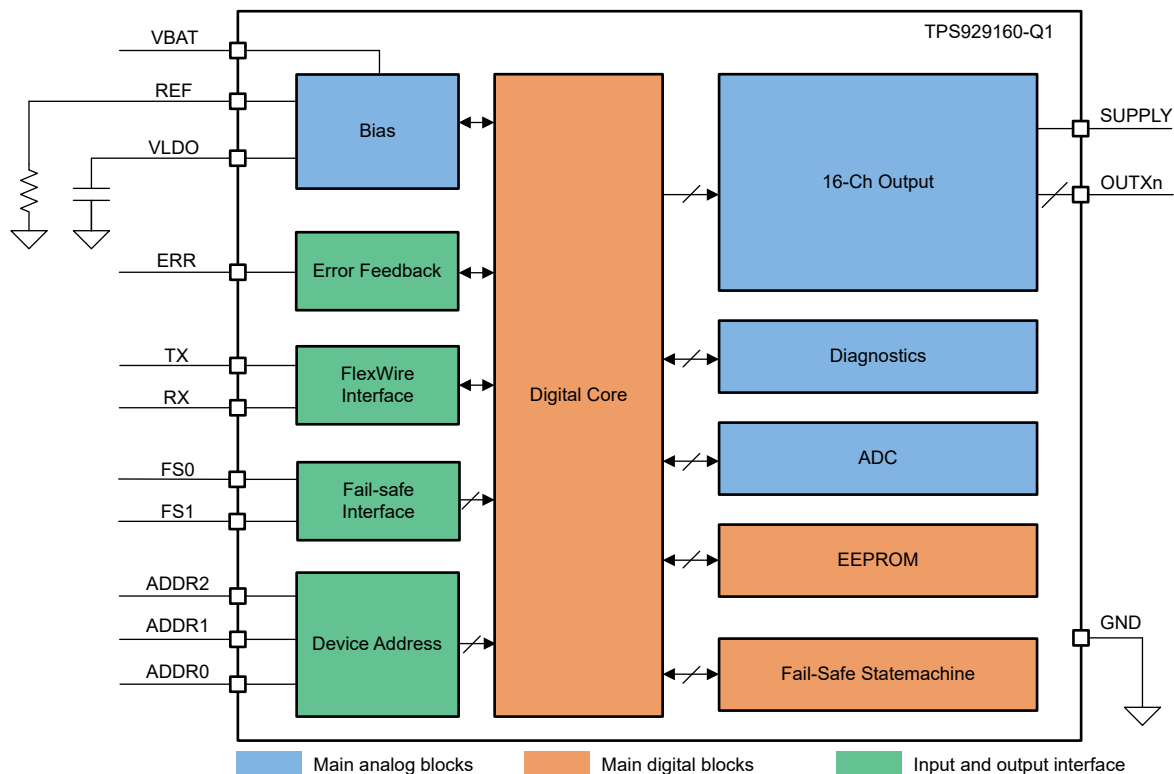 TPS929160-Q1
VBAT
REF
VLDO
Bias
ERR
Error Feedback
TX
RX
FlexWire
Interface
FS0
FS1
Fail-safe
Interface
ADDR2
ADDR1
ADDR0
Device Address
Digital Core
16-Ch Output
Diagnostics
ADC
EEPROM
Fail-Safe Statemachine
SUPPLY
OUTXn
GND
Main analog blocks
Main digital blocks
Input and output interface